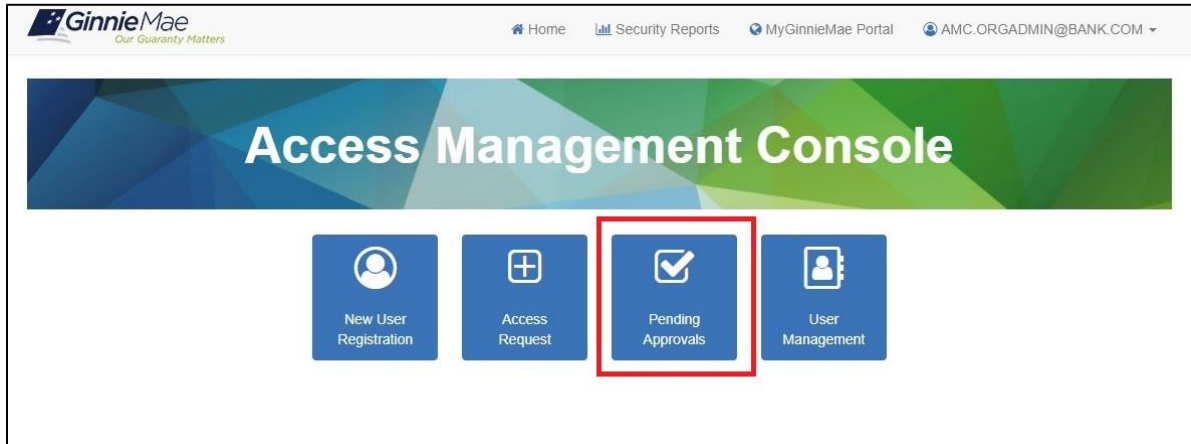 GinnieMae
Our Guaranty Matters
Home
Security Reports
MyGinnieMae Portal
AMC.ORGADMIN@BANK.COM
Access Management Console
New User
Registration
Access
Request
Pending
Approvals
User
Management